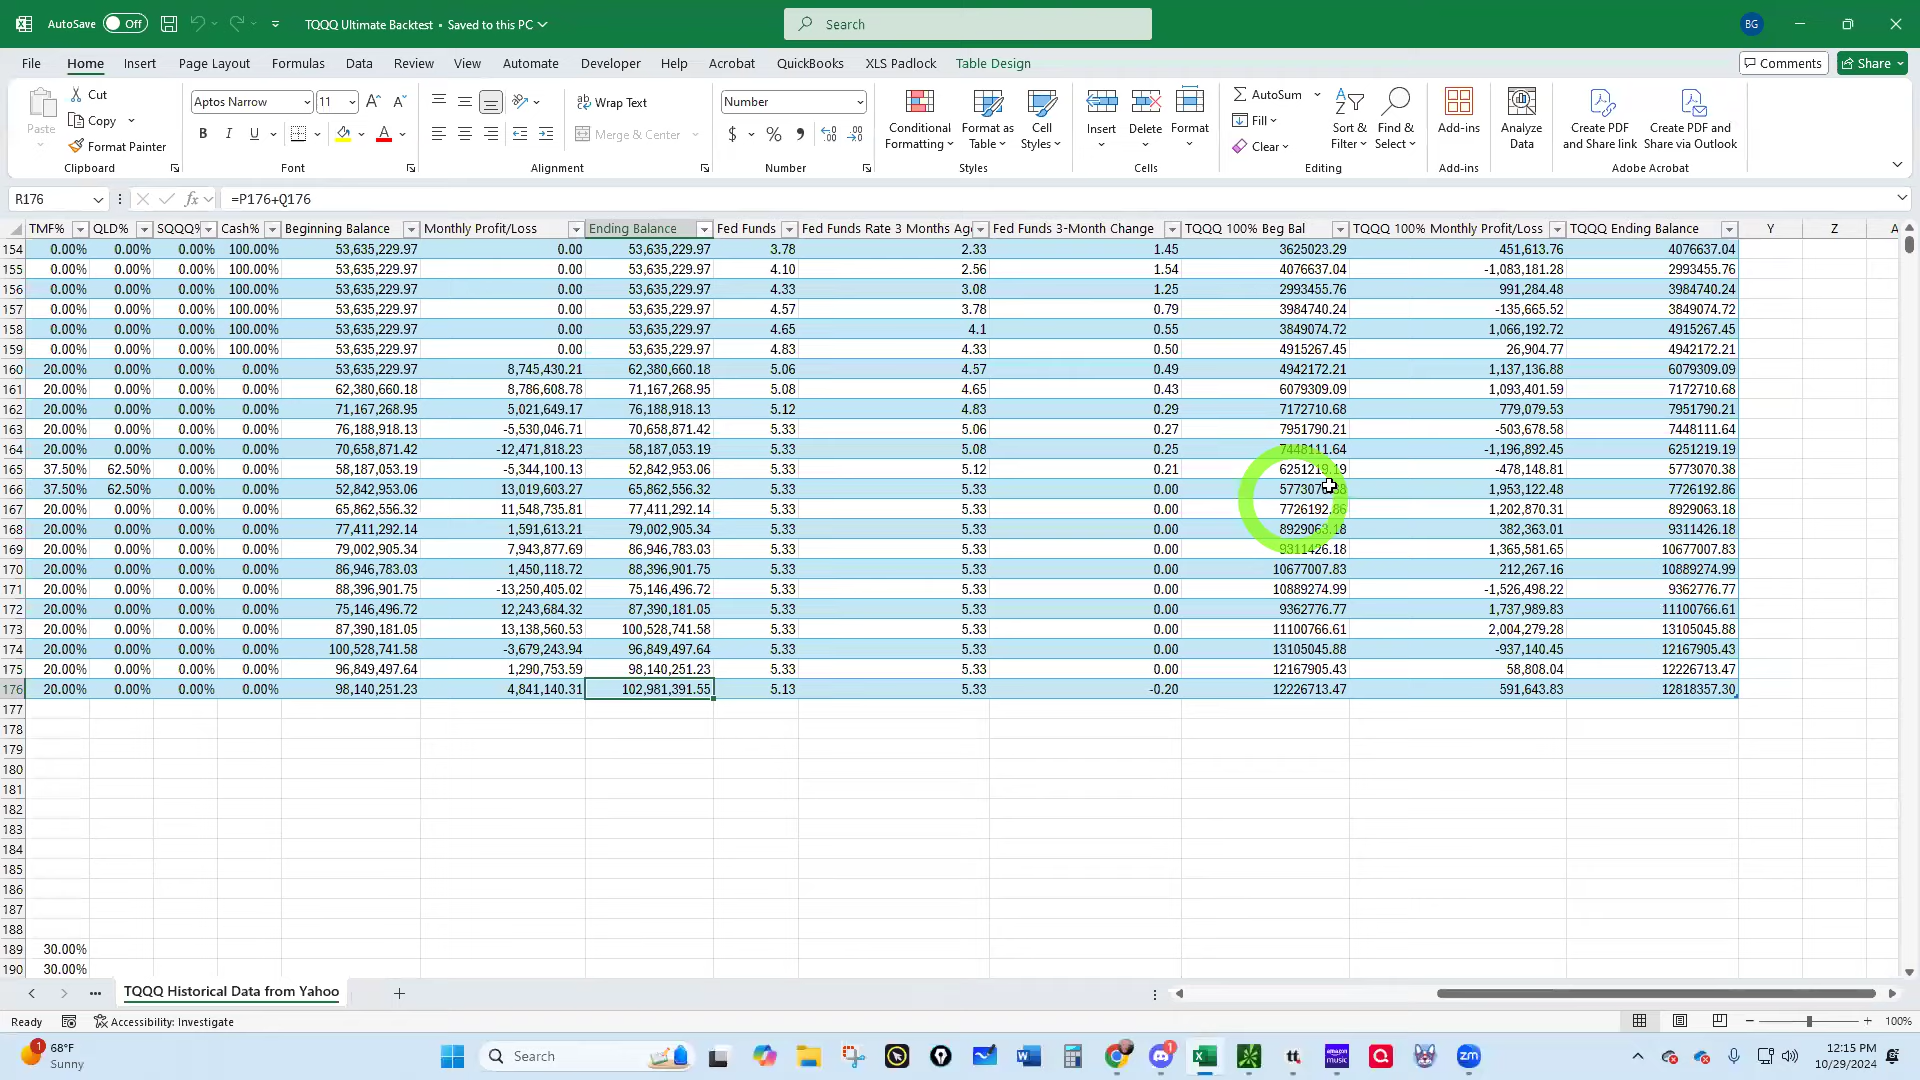 AutoSave Off TQQQ Ultimate Backtest • Saved to this PC Search BG
File Home Insert Page Layout Formulas Data Review View Automate Developer Help Acrobat QuickBooks XLS Padlock Table Design Comments Share
Paste Cut Copy Format Painter Clipboard
Aptos Narrow 11 B I U A Font
Wrap Text Merge & Center Alignment
Number $ % , Number
Conditional Formatting Format as Table Cell Styles Styles
Insert Delete Format Cells
AutoSum Fill Clear Sort & Filter Find & Select Editing
Add-ins Add-ins Analyze Data
Create PDF and Share link Create PDF and Share via Outlook Adobe Acrobat
R176 fx =P176+Q176
TMF% QLD% SQQQ% Cash% Beginning Balance Monthly Profit/Loss Ending Balance Fed Funds Fed Funds Rate 3 Months Ago Fed Funds 3-Month Change TQQQ 100% Beg Bal TQQQ 100% Monthly Profit/Loss TQQQ Ending Balance Y Z A
154 0.00% 0.00% 0.00% 100.00% 53,635,229.97 0.00 53,635,229.97 3.78 2.33 1.45 3625023.29 451,613.76 4076637.04
155 0.00% 0.00% 0.00% 100.00% 53,635,229.97 0.00 53,635,229.97 4.10 2.56 1.54 4076637.04 -1,083,181.28 2993455.76
156 0.00% 0.00% 0.00% 100.00% 53,635,229.97 0.00 53,635,229.97 4.33 3.08 1.25 2993455.76 991,284.48 3984740.24
157 0.00% 0.00% 0.00% 100.00% 53,635,229.97 0.00 53,635,229.97 4.57 3.78 0.79 3984740.24 -135,665.52 3849074.72
158 0.00% 0.00% 0.00% 100.00% 53,635,229.97 0.00 53,635,229.97 4.65 4.1 0.55 3849074.72 1,066,192.72 4915267.45
159 0.00% 0.00% 0.00% 100.00% 53,635,229.97 0.00 53,635,229.97 4.83 4.33 0.50 4915267.45 26,904.77 4942172.21
160 20.00% 0.00% 0.00% 0.00% 53,635,229.97 8,745,430.21 62,380,660.18 5.06 4.57 0.49 4942172.21 1,137,136.88 6079309.09
161 20.00% 0.00% 0.00% 0.00% 62,380,660.18 8,786,608.78 71,167,268.95 5.08 4.65 0.43 6079309.09 1,093,401.59 7172710.68
162 20.00% 0.00% 0.00% 0.00% 71,167,268.95 5,021,649.17 76,188,918.13 5.12 4.83 0.29 7172710.68 779,079.53 7951790.21
163 20.00% 0.00% 0.00% 0.00% 76,188,918.13 -5,530,046.71 70,658,871.42 5.33 5.06 0.27 7951790.21 -503,678.58 7448111.64
164 20.00% 0.00% 0.00% 0.00% 70,658,871.42 -12,471,818.23 58,187,053.19 5.33 5.08 0.25 7448111.64 -1,196,892.45 6251219.19
165 37.50% 62.50% 0.00% 0.00% 58,187,053.19 -5,344,100.13 52,842,953.06 5.33 5.12 0.21 6251219.19 -478,148.81 5773070.38
166 37.50% 62.50% 0.00% 0.00% 52,842,953.06 13,019,603.27 65,862,556.32 5.33 5.33 0.00 5773070.38 1,953,122.48 7726192.86
167 20.00% 0.00% 0.00% 0.00% 65,862,556.32 11,548,735.81 77,411,292.14 5.33 5.33 0.00 7726192.86 1,202,870.31 8929063.18
168 20.00% 0.00% 0.00% 0.00% 77,411,292.14 1,591,613.21 79,002,905.34 5.33 5.33 0.00 8929063.18 382,363.01 9311426.18
169 20.00% 0.00% 0.00% 0.00% 79,002,905.34 7,943,877.69 86,946,783.03 5.33 5.33 0.00 9311426.18 1,365,581.65 10677007.83
170 20.00% 0.00% 0.00% 0.00% 86,946,783.03 1,450,118.72 88,396,901.75 5.33 5.33 0.00 10677007.83 212,267.16 10889274.99
171 20.00% 0.00% 0.00% 0.00% 88,396,901.75 -13,250,405.02 75,146,496.72 5.33 5.33 0.00 10889274.99 -1,526,498.22 9362776.77
172 20.00% 0.00% 0.00% 0.00% 75,146,496.72 12,243,684.32 87,390,181.05 5.33 5.33 0.00 9362776.77 1,737,989.83 11100766.61
173 20.00% 0.00% 0.00% 0.00% 87,390,181.05 13,138,560.53 100,528,741.58 5.33 5.33 0.00 11100766.61 2,004,279.28 13105045.88
174 20.00% 0.00% 0.00% 0.00% 100,528,741.58 -3,679,243.94 96,849,497.64 5.33 5.33 0.00 13105045.88 -937,140.45 12167905.43
175 20.00% 0.00% 0.00% 0.00% 96,849,497.64 1,290,753.59 98,140,251.23 5.33 5.33 0.00 12167905.43 58,808.04 12226713.47
176 20.00% 0.00% 0.00% 0.00% 98,140,251.23 4,841,140.31 102,981,391.55 5.13 5.33 -0.20 12226713.47 591,643.83 12818357.30
177
178
179
180
181
182
183
184
185
186
187
188
189 30.00%
190 30.00%
TQQQ Historical Data from Yahoo
Ready Accessibility: Investigate 100%
1 68°F Sunny Search 1 tt amazon music zm 12:15 PM 10/29/2024